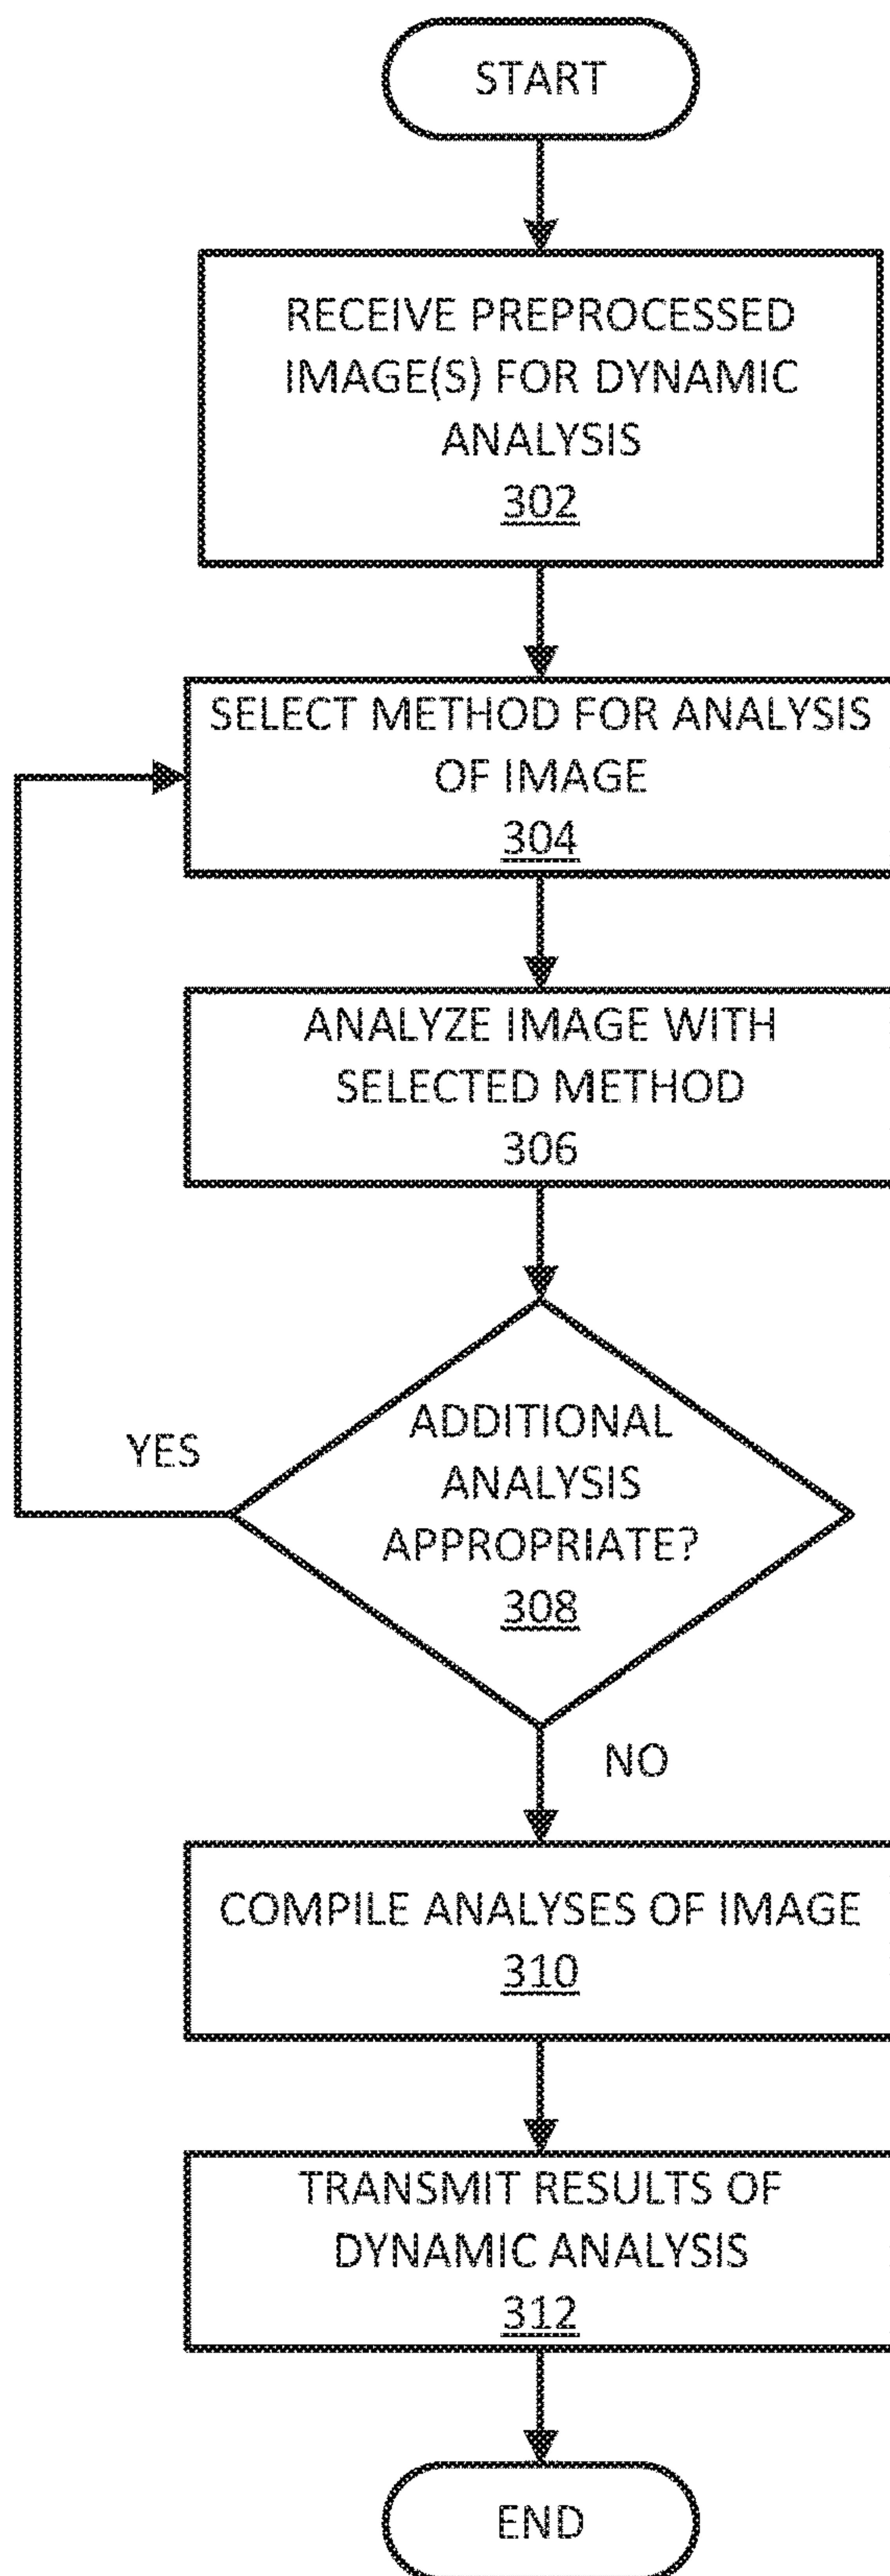 START
RECEIVE PREPROCESSED
IMAGE(S) FOR DYNAMIC
ANALYSIS
302
SELECT METHOD FOR ANALYSIS
OF IMAGE
304
ANALYZE IMAGE WITH
SELECTED METHOD
306
ADDITIONAL
ANALYSIS
APPROPRIATE?
308
YES
NO
COMPILE ANALYSES OF IMAGE
310
TRANSMIT RESULTS OF
DYNAMIC ANALYSIS
312
END